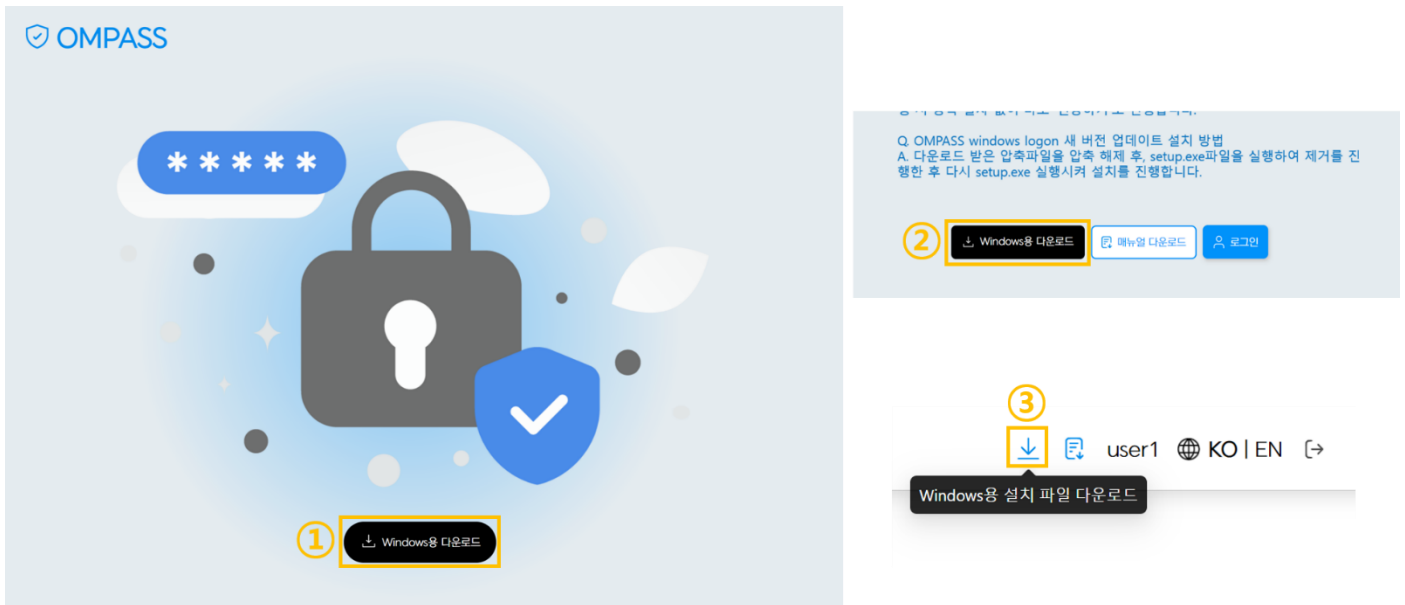 OMPASS
* * * * *
① Windows용 다운로드
Q. OMPASS windows logon 새 버전 업데이트 설치 방법
A. 다운로드 받은 압축파일을 압축 해제 후, setup.exe파일을 실행하여 제거를 진
행한 후 다시 setup.exe 실행시켜 설치를 진행합니다.
② Windows용 다운로드 매뉴얼 다운로드 로그인
③
user1 KO | EN
Windows용 설치 파일 다운로드